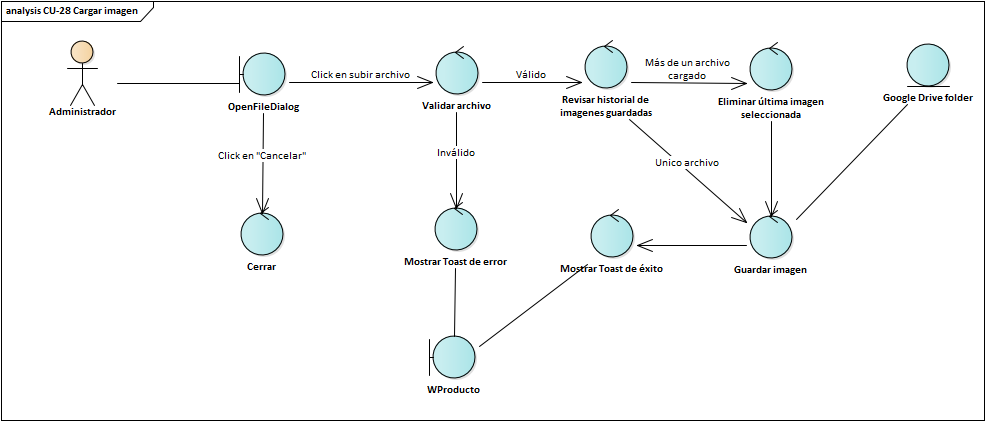 analysis CU-28 Cargar imagen
Administrador
OpenFileDialog
Click en subir archivo
Validar archivo
Válido
Revisar historial de
imagenes guardadas
Más de un archivo
cargado
Eliminar última imagen
seleccionada
Google Drive folder
Click en "Cancelar"
Inválido
Unico archivo
Cerrar
Mostrar Toast de error
Mostrar Toast de éxito
Guardar imagen
WProducto